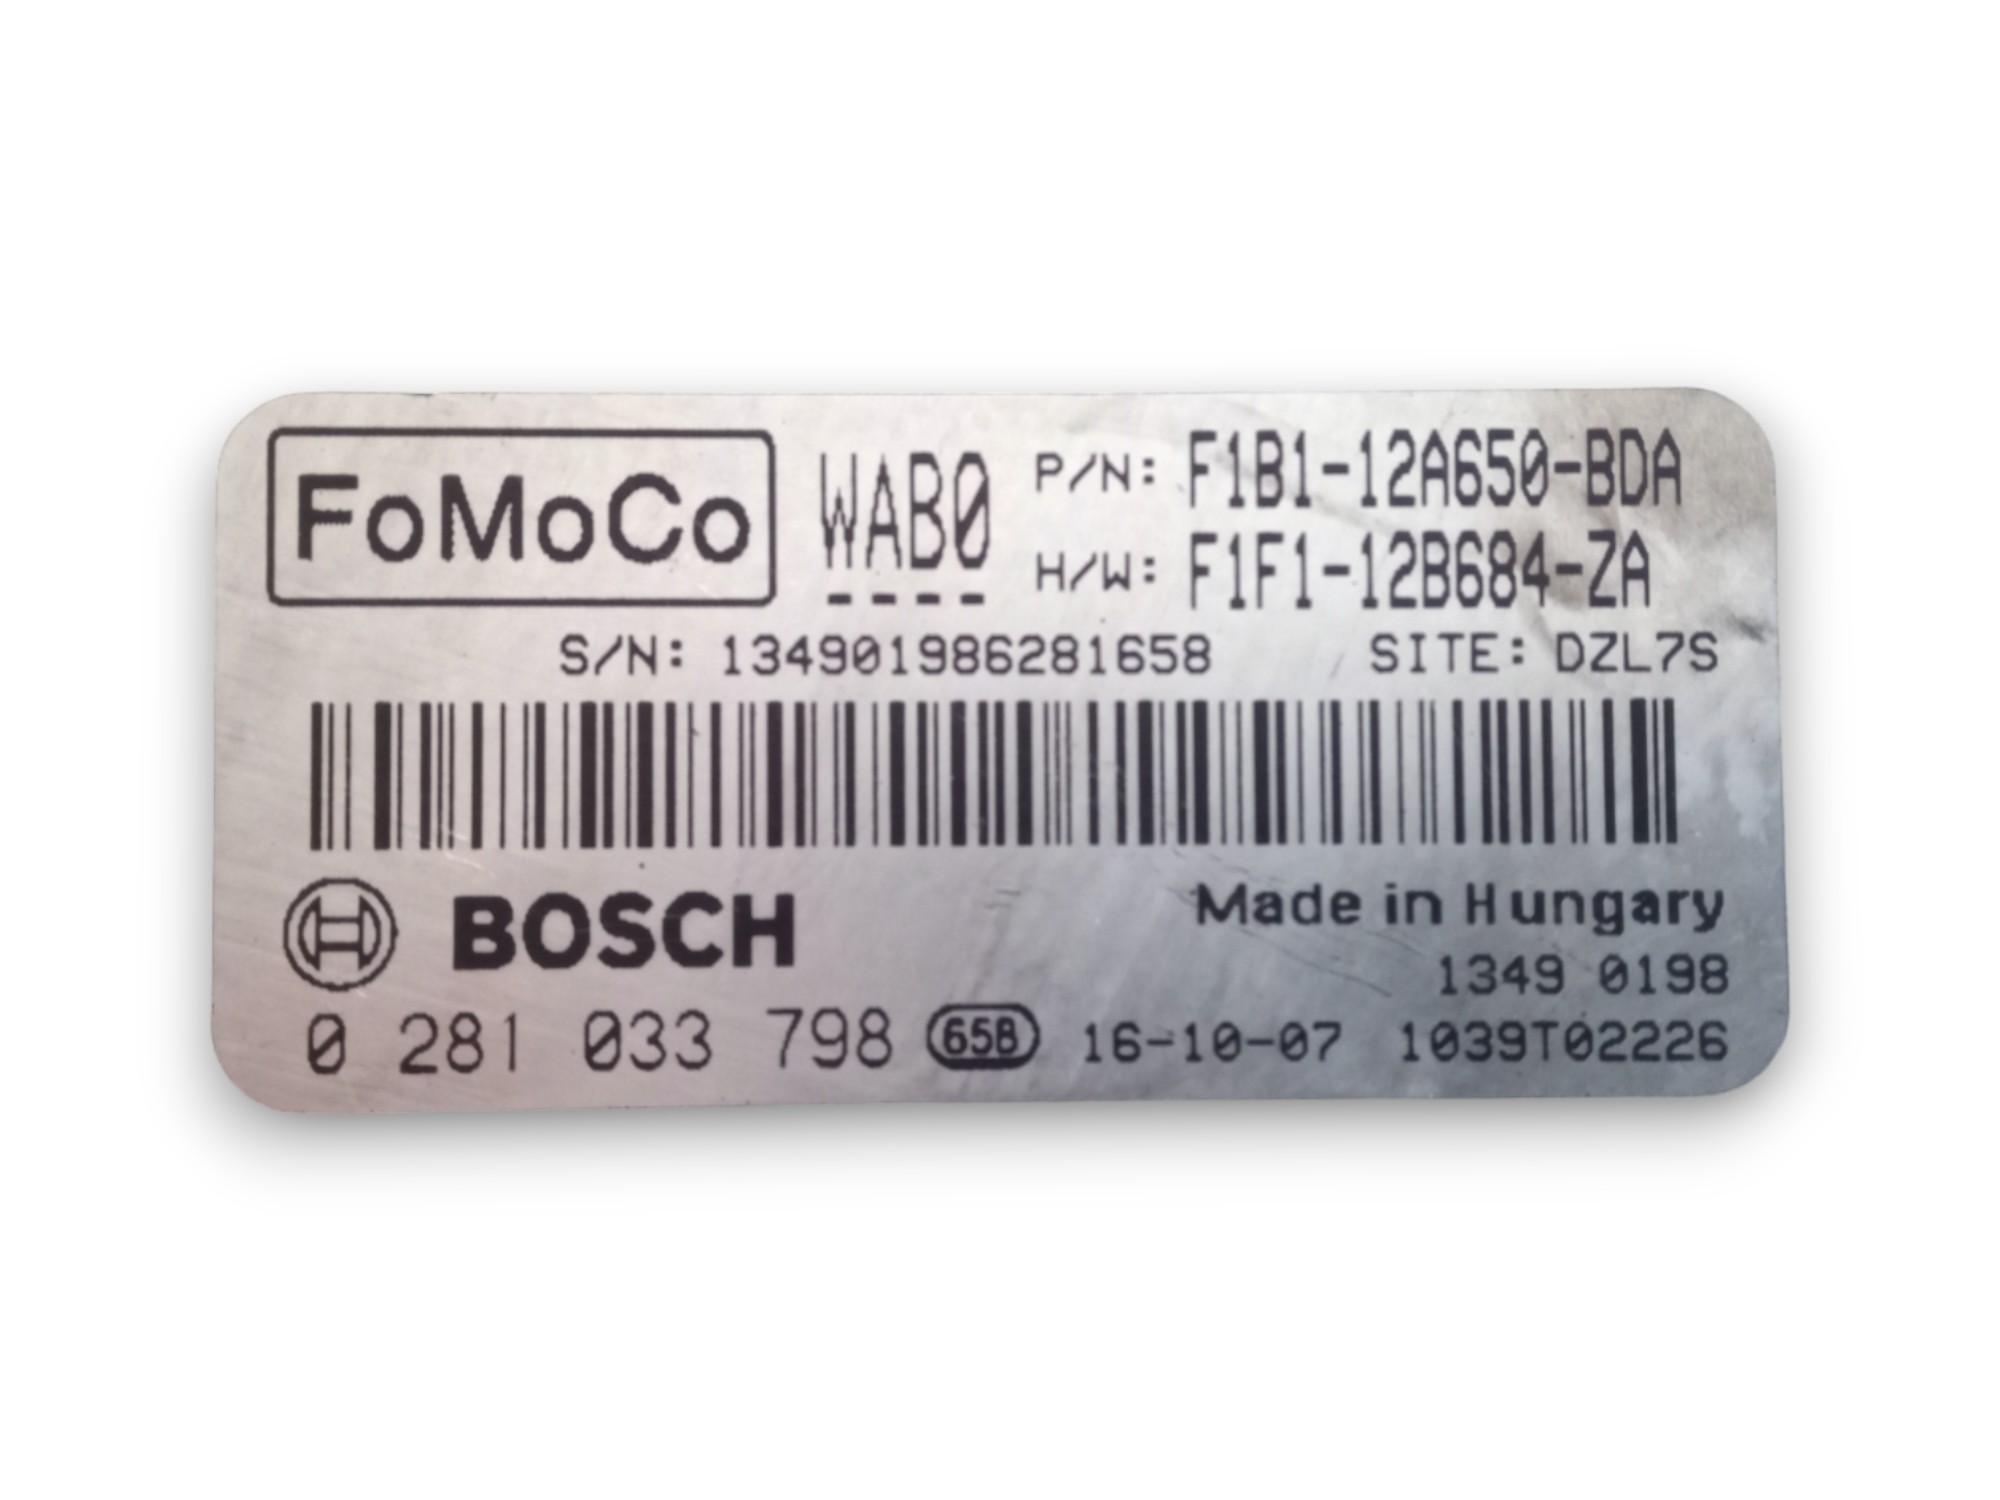 FoMoCo WAB0 P/N: F1B1-12A650-BDA
---- H/W: F1F1-12B684-ZA
S/N: 134901986281658 SITE: DZL7S
BOSCH Made in Hungary
1349 0198
0 281 033 798 65B 16-10-07 1039T02226